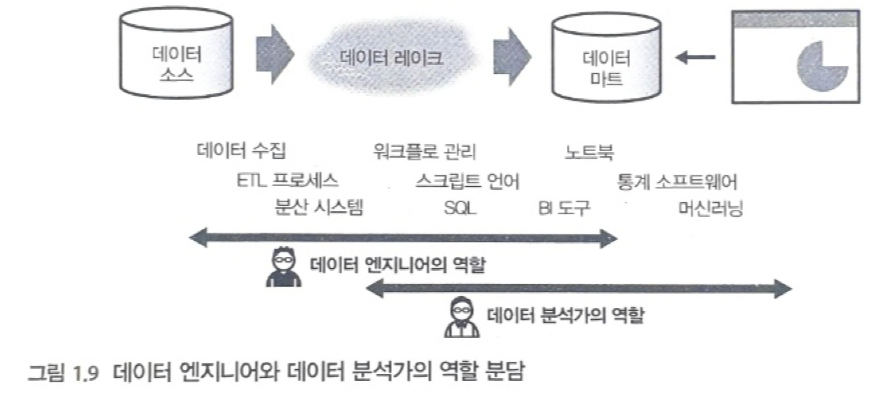 데이터 소스
데이터 레이크
데이터 마트
데이터 수집 워크플로 관리 노트북
ETL 프로세스 스크립트 언어 통계 소프트웨어
분산 시스템 SQL BI 도구 머신러닝
데이터 엔지니어의 역할
데이터 분석가의 역할
그림 1.9 데이터 엔지니어와 데이터 분석가의 역할 분담